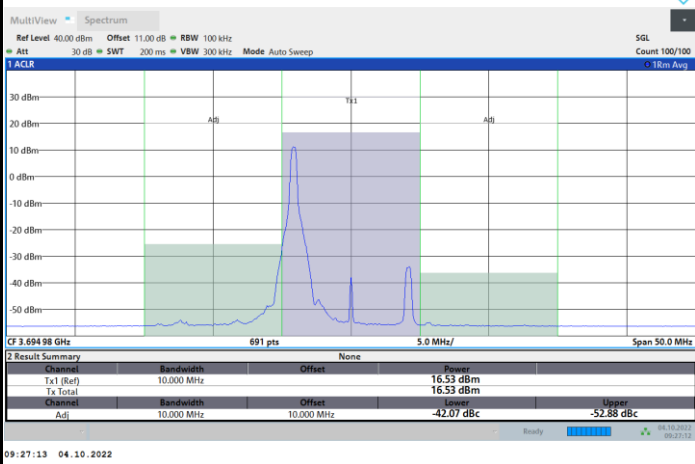 MultiView Spectrum
Ref Level 40.00 dBm Offset 11.00 dB RBW 100 kHz SGL
Att 30 dB SWT 200 ms VBW 300 kHz Mode Auto Sweep Count 100/100
1 ACLR 1Rm Avg
30 dBm
Tx1
20 dBm
Adj Adj
10 dBm
0 dBm
-10 dBm
-20 dBm
-30 dBm
-40 dBm
-50 dBm
CF 3.694 98 GHz 691 pts 5.0 MHz/ Span 50.0 MHz
2 Result Summary None
Channel Bandwidth Offset Power
Tx1 (Ref) 10.000 MHz 16.53 dBm
Tx Total 16.53 dBm
Channel Bandwidth Offset Lower Upper
Adj 10.000 MHz 10.000 MHz -42.07 dBc -52.88 dBc
Ready 04.10.2022
09:27:12
09:27:13 04.10.2022